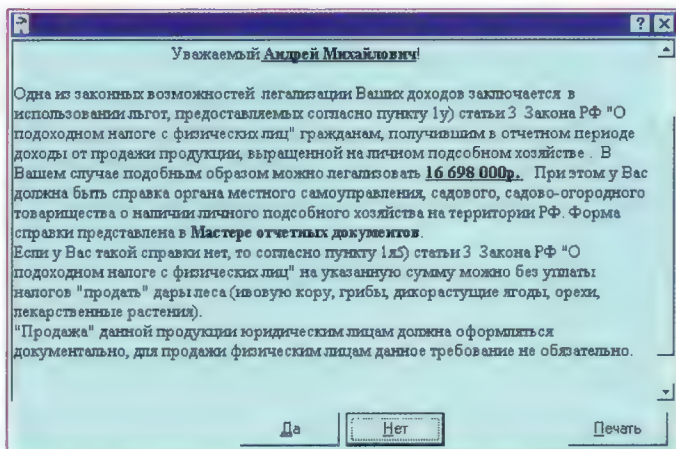 Уважаемый Андрей Михайлович!
Одна из законных возможностей легализации Ваших доходов заключается в
использовании льгот, предоставляемых согласно пункту 1у) статьи 3 Закона РФ "О
подоходном налоге с физических лиц" гражданам, получившим в отчетном периоде
доходы от продажи продукции, выращенной на личном подсобном хозяйстве . В
Вашем случае подобным образом можно легализовать 16 698 000р. При этом у Вас
должна быть справка органа местного самоуправления, садового, садово-огородного
товарищества о наличии личного подсобного хозяйства на территории РФ. Форма
справки представлена в Мастере отчетных документов.
Если у Вас такой справки нет, то согласно пункту 1я5) статьи 3 Закона РФ "О
подоходном налоге с физических лиц" на указанную сумму можно без уплаты
налогов "продать" дары леса (ивовую кору, грибы, дикорастущие ягоды, орехи,
лекарственные растения).
"Продажа" данной продукции юридическим лицам должна оформляться
документально, для продажи физическим лицам данное требование не обязательно.
Да Нет Печать